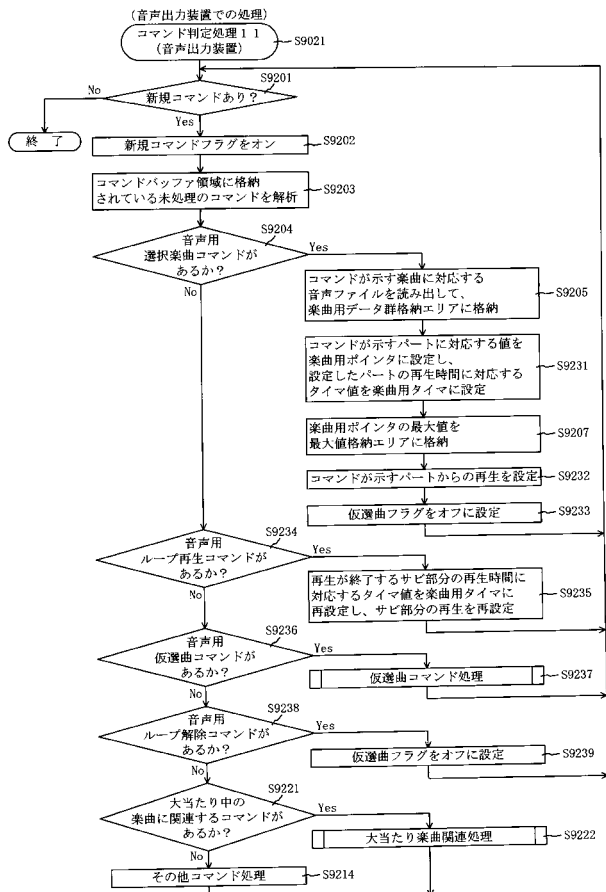 (音声出力装置での処理)
コマンド判定処理11
(音声出力装置)
S9021
S9201
No
新規コマンドあり?
Yes
終 了
新規コマンドフラグをオン
S9202
コマンドバッファ領域に格納
されている未処理のコマンドを解析
S9203
S9204
音声用
選択楽曲コマンドが
あるか?
Yes
No
コマンドが示す楽曲に対応する
音声ファイルを読み出して、
楽曲用データ群格納エリアに格納
S9205
コマンドが示すパートに対応する値を
楽曲用ポインタに設定し、
設定したパートの再生時間に対応する
タイマ値を楽曲用タイマに設定
S9231
楽曲用ポインタの最大値を
最大値格納エリアに格納
S9207
コマンドが示すパートからの再生を設定
S9232
仮選曲フラグをオフに設定
S9233
S9234
音声用
ループ再生コマンドが
あるか?
Yes
No
再生が終了するサビ部分の再生時間に
対応するタイマ値を楽曲用タイマに
再設定し、サビ部分の再生を再設定
S9235
S9236
音声用
仮選曲コマンドが
あるか?
Yes
No
仮選曲コマンド処理
S9237
S9238
音声用
ループ解除コマンドが
あるか?
Yes
No
仮選曲フラグをオフに設定
S9239
S9221
大当たり中の
楽曲に関連するコマンドが
あるか?
Yes
No
大当たり楽曲関連処理
S9222
その他コマンド処理
S9214